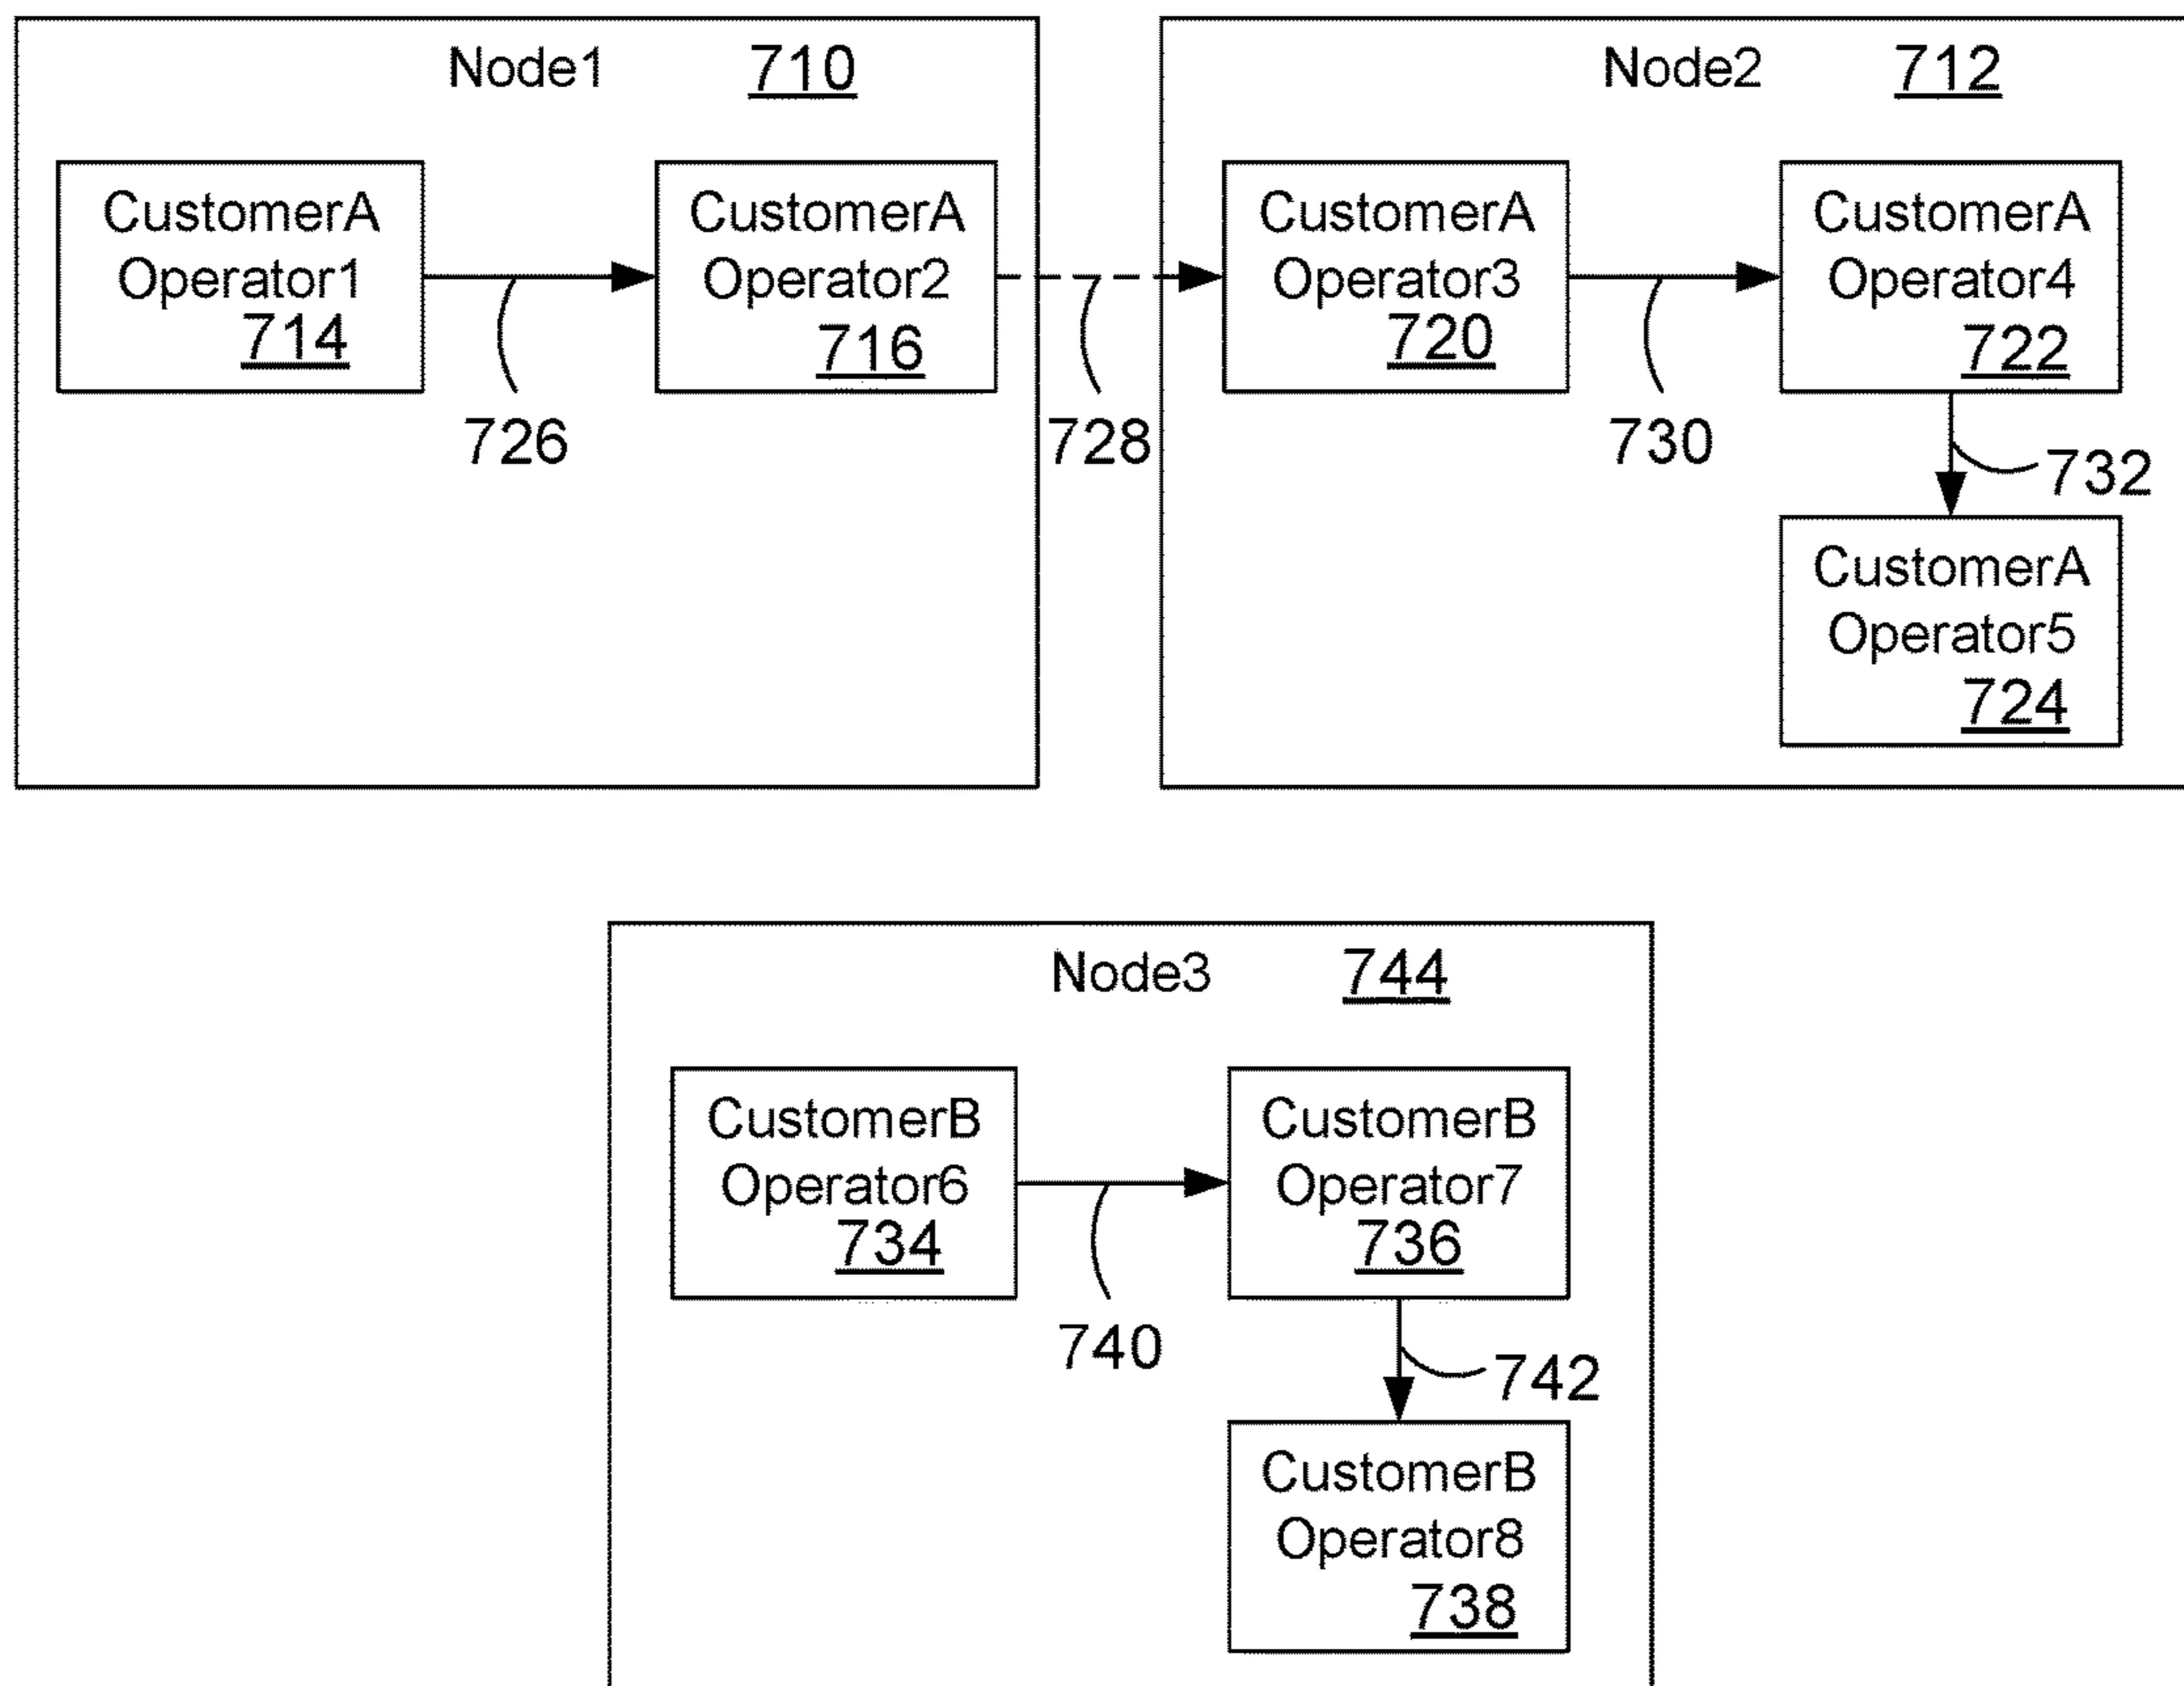 Node1 710
CustomerA
Operator1
714
CustomerA
Operator2
716
726
728
Node2 712
CustomerA
Operator3
720
CustomerA
Operator4
722
730
732
CustomerA
Operator5
724
Node3 744
CustomerB
Operator6
734
CustomerB
Operator7
736
740
742
CustomerB
Operator8
738